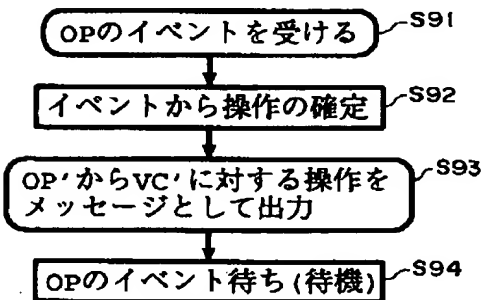 OPのイベントを受ける
S91
イベントから操作の確定
S92
OP'からVC'に対する操作を
メッセージとして出力
S93
OPのイベント待ち(待機)
S94